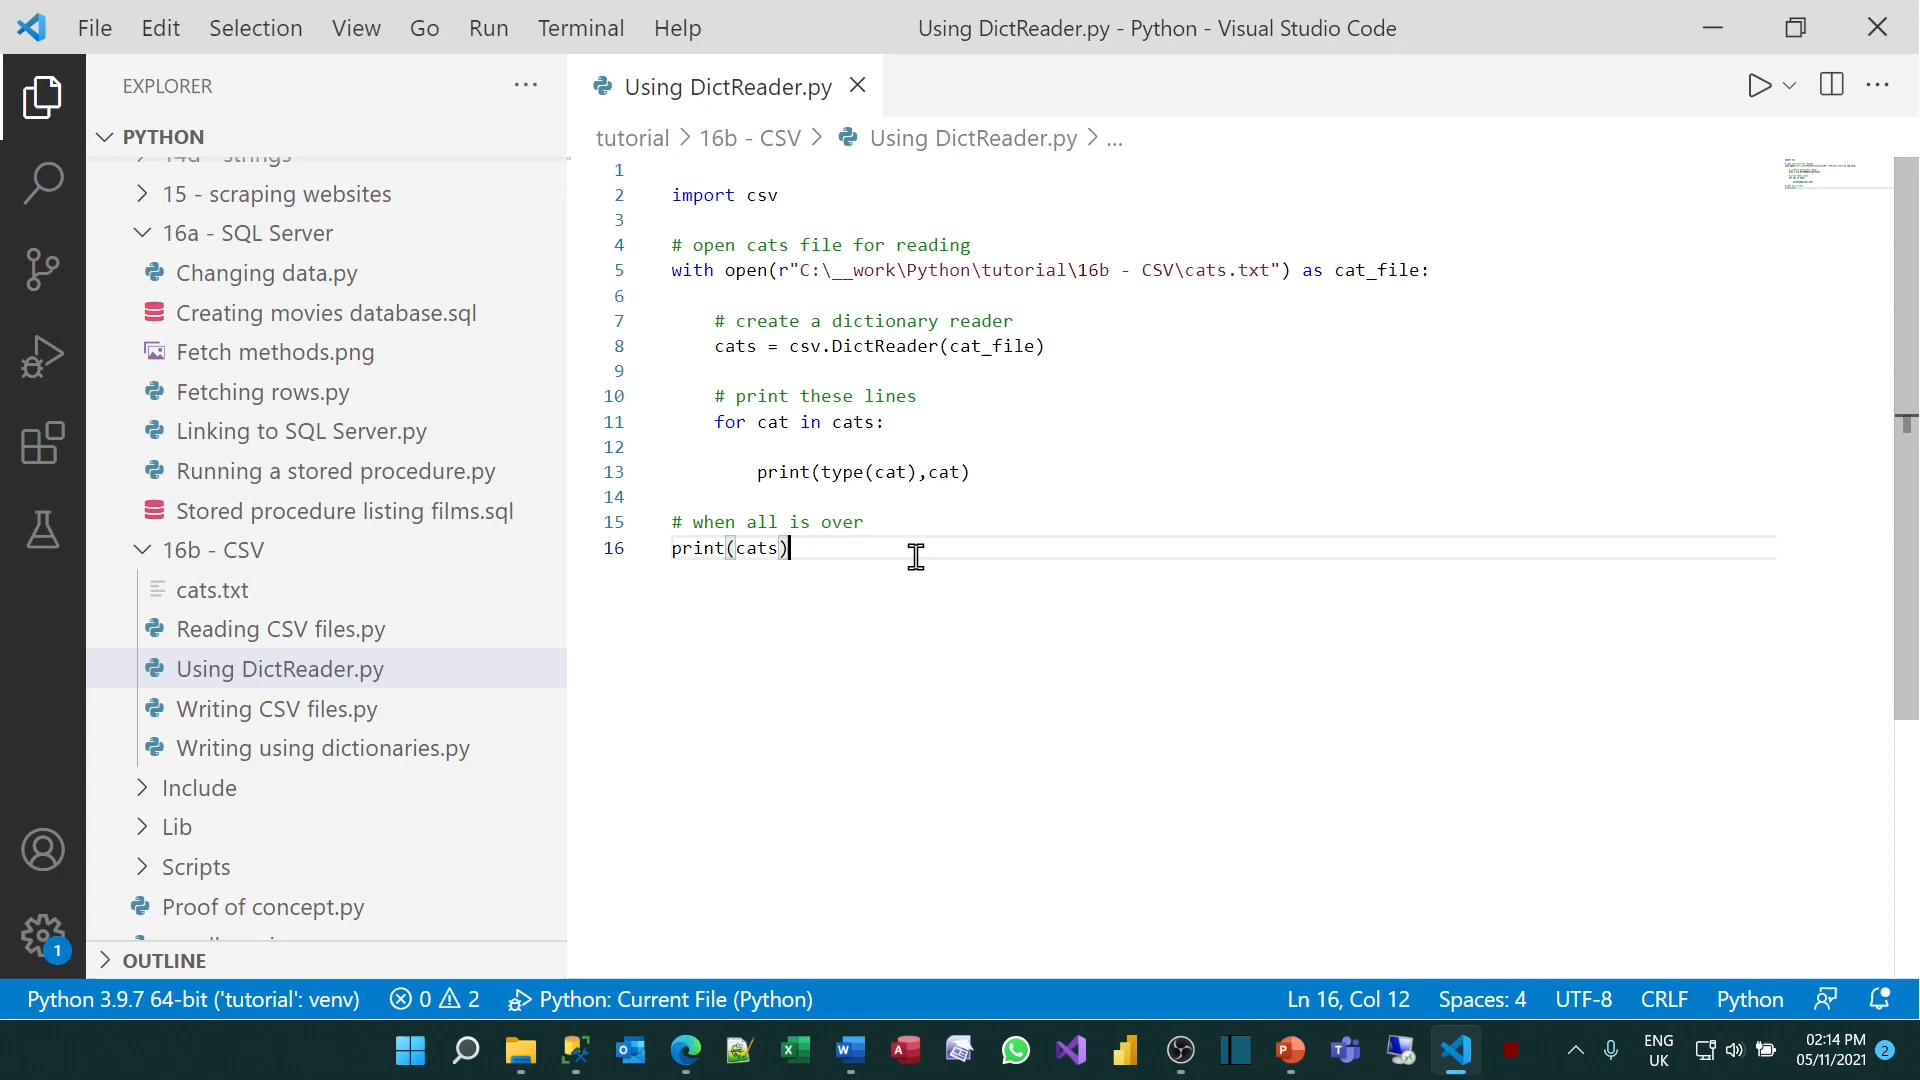 File Edit Selection View Go Run Terminal Help
Using DictReader.py - Python - Visual Studio Code
EXPLORER
PYTHON
15 - scraping websites
16a - SQL Server
Changing data.py
Creating movies database.sql
Fetch methods.png
Fetching rows.py
Linking to SQL Server.py
Running a stored procedure.py
Stored procedure listing films.sql
16b - CSV
cats.txt
Reading CSV files.py
Using DictReader.py
Writing CSV files.py
Writing using dictionaries.py
Include
Lib
Scripts
Proof of concept.py
OUTLINE
Using DictReader.py
tutorial > 16b - CSV > Using DictReader.py > ...
1
2 import csv
3
4 # open cats file for reading
5 with open(r"C:\__work\Python\tutorial\16b - CSV\cats.txt") as cat_file:
6
7 # create a dictionary reader
8 cats = csv.DictReader(cat_file)
9
10 # print these lines
11 for cat in cats:
12
13 print(type(cat),cat)
14
15 # when all is over
16 print(cats)
1
Python 3.9.7 64-bit ('tutorial': venv) 0 2 Python: Current File (Python)
Ln 16, Col 12 Spaces: 4 UTF-8 CRLF Python
ENG
UK
02:14 PM
05/11/2021
2